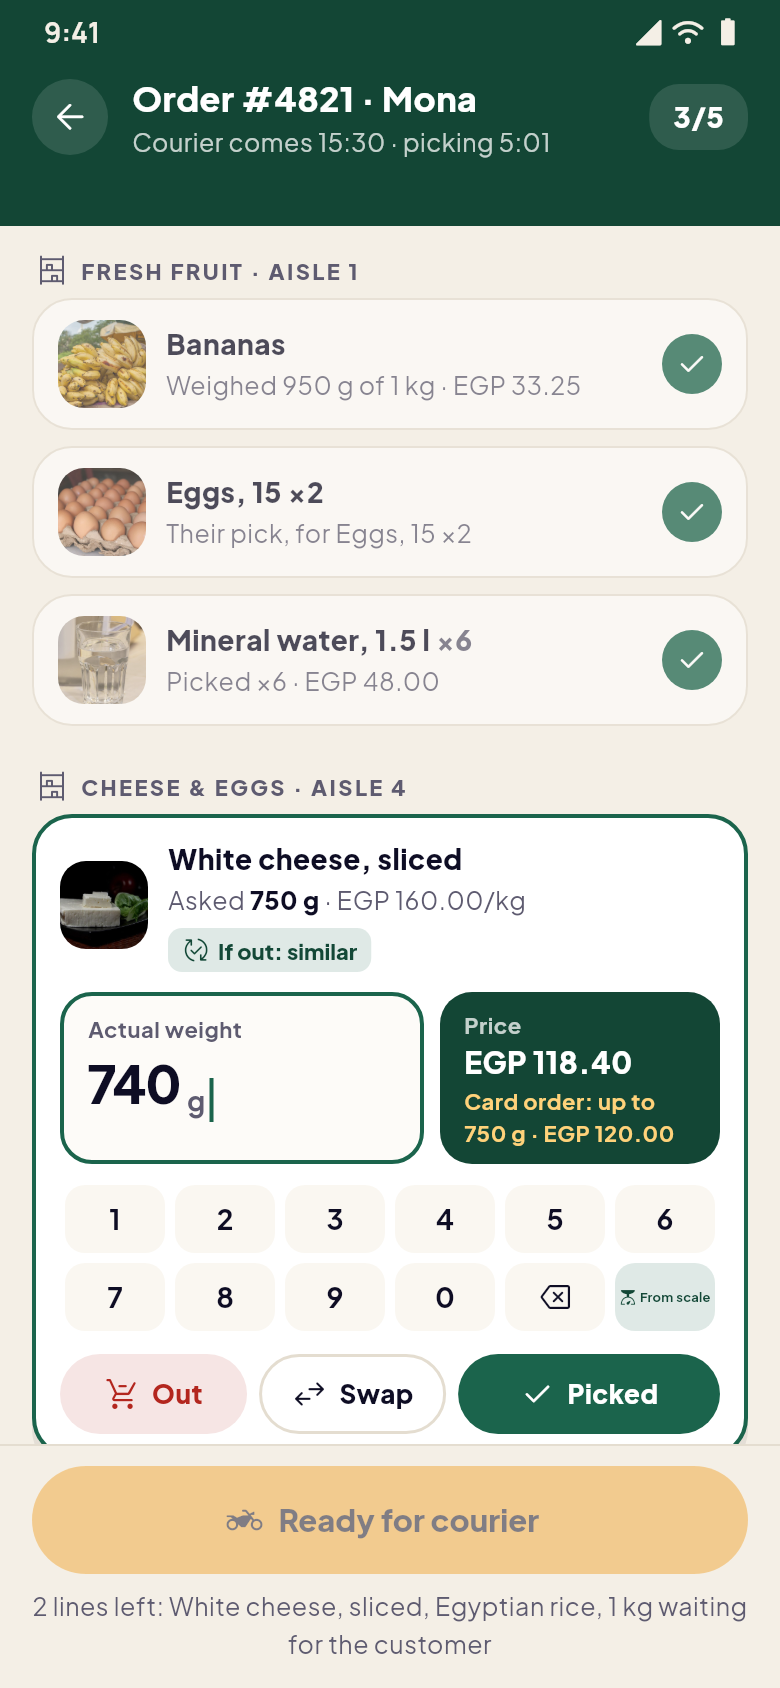 9:41
Order #4821 · Mona
Courier comes 15:30 · picking 5:01
3/5
FRESH FRUIT · AISLE 1
Bananas
Weighed 950 g of 1 kg · EGP 33.25
Eggs, 15 ×2
Their pick, for Eggs, 15 ×2
Mineral water, 1.5 l ×6
Picked ×6 · EGP 48.00
CHEESE & EGGS · AISLE 4
White cheese, sliced
Asked 750 g · EGP 160.00/kg
If out: similar
Actual weight
740 g
Price
EGP 118.40
Card order: up to
750 g · EGP 120.00
1 2 3 4 5 6
7 8 9 0 From scale
Out Swap Picked
Ready for courier
2 lines left: White cheese, sliced, Egyptian rice, 1 kg waiting
for the customer